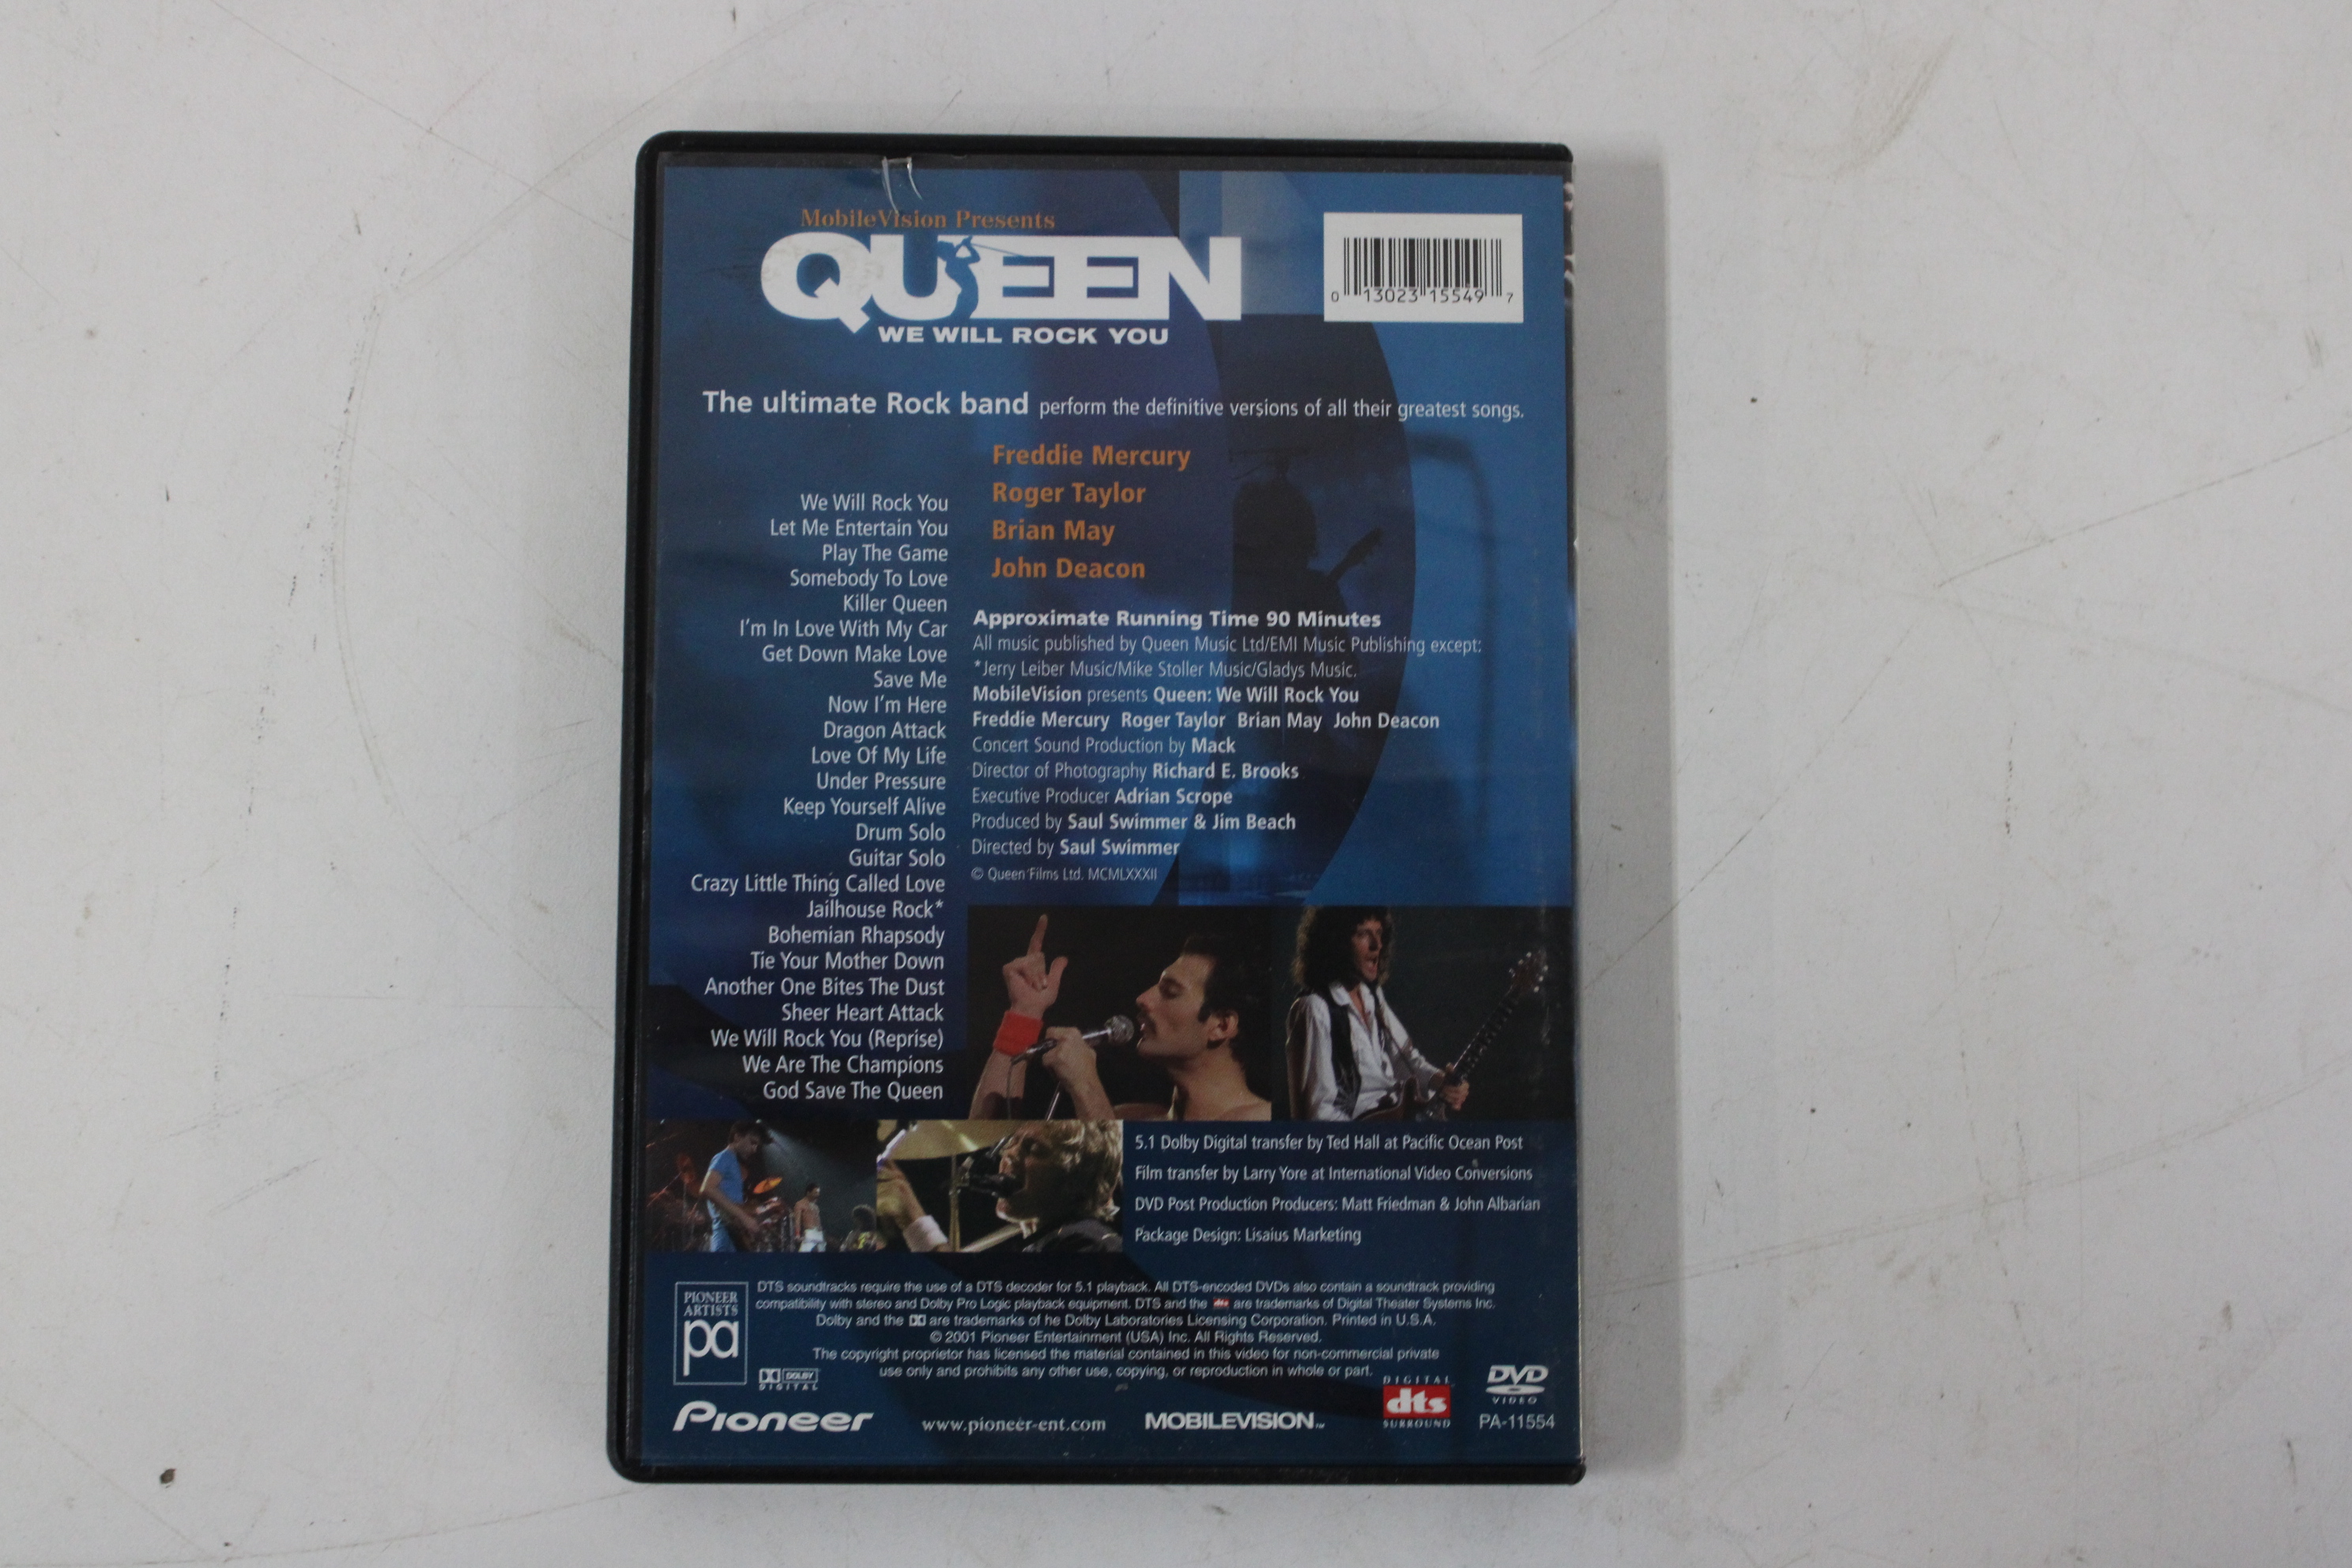 MobileVision Presents
QUEEN
WE WILL ROCK YOU
0 13023 15549 7
The ultimate Rock band perform the definitive versions of all their greatest songs.
Freddie Mercury
Roger Taylor
Brian May
John Deacon
We Will Rock You
Let Me Entertain You
Play The Game
Somebody To Love
Killer Queen
I'm In Love With My Car
Get Down Make Love
Save Me
Now I'm Here
Dragon Attack
Love Of My Life
Under Pressure
Keep Yourself Alive
Drum Solo
Guitar Solo
Crazy Little Thing Called Love
Jailhouse Rock*
Bohemian Rhapsody
Tie Your Mother Down
Another One Bites The Dust
Sheer Heart Attack
We Will Rock You (Reprise)
We Are The Champions
God Save The Queen
Approximate Running Time 90 Minutes
All music published by Queen Music Ltd/EMI Music Publishing except:
*Jerry Leiber Music/Mike Stoller Music/Gladys Music.
MobileVision presents Queen: We Will Rock You
Freddie Mercury Roger Taylor Brian May John Deacon
Concert Sound Production by Mack
Director of Photography Richard E. Brooks
Executive Producer Adrian Scrope
Produced by Saul Swimmer & Jim Beach
Directed by Saul Swimmer
© Queen Films Ltd. MCMLXXXII
5.1 Dolby Digital transfer by Ted Hall at Pacific Ocean Post
Film transfer by Larry Yore at International Video Conversions
DVD Post Production Producers: Matt Friedman & John Albarian
Package Design: Lisaius Marketing
PIONEER
ARTISTS
pa
DTS soundtracks require the use of a DTS decoder for 5.1 playback. All DTS-encoded DVDs also contain a soundtrack providing
compatibility with stereo and Dolby Pro Logic playback equipment. DTS and the dts are trademarks of Digital Theater Systems Inc.
Dolby and the are trademarks of he Dolby Laboratories Licensing Corporation. Printed in U.S.A.
© 2001 Pioneer Entertainment (USA) Inc. All Rights Reserved.
The copyright proprietor has licensed the material contained in this video for non-commercial private
use only and prohibits any other use, copying, or reproduction in whole or part.
DOLBY
DIGITAL
Pioneer
www.pioneer-ent.com
MOBILEVISION™
DIGITAL
dts
SURROUND
DVD
VIDEO
PA-11554